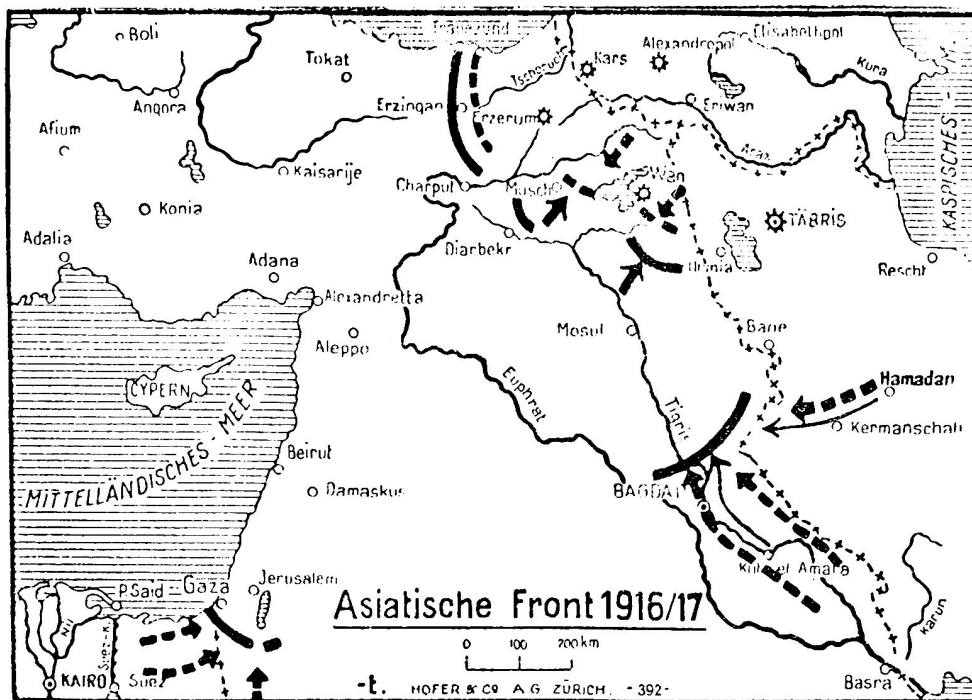 Boli
Trapezund
Tokat
Tschoruch
Kars
Alexandropol
Elisabethpol
Kura
Angora
Erzingan
Erzerum
Eriwan
Afium
Arax
KASPISCHES - M.
Kaisarije
Charput
Musch
Wan
Konia
TÄBRIS
Adalia
Diarbekr
Urmia
Rescht
Adana
Alexandretta
Mosul
Bane
Aleppo
CYPERN
Euphrat
Tigris
Hamadan
Kermanschah
MITTELLÄNDISCHES - MEER
Beirut
Damaskus
BAGDAD
Kut el Amara
P. Said
Gaza
Jerusalem
Asiatische Front 1916/17
Karun
Nil
Suez-K.
0 100 200 km
KAIRO
Suez
-t. HOFER & CO A.G. ZÜRICH. -392-
Basra